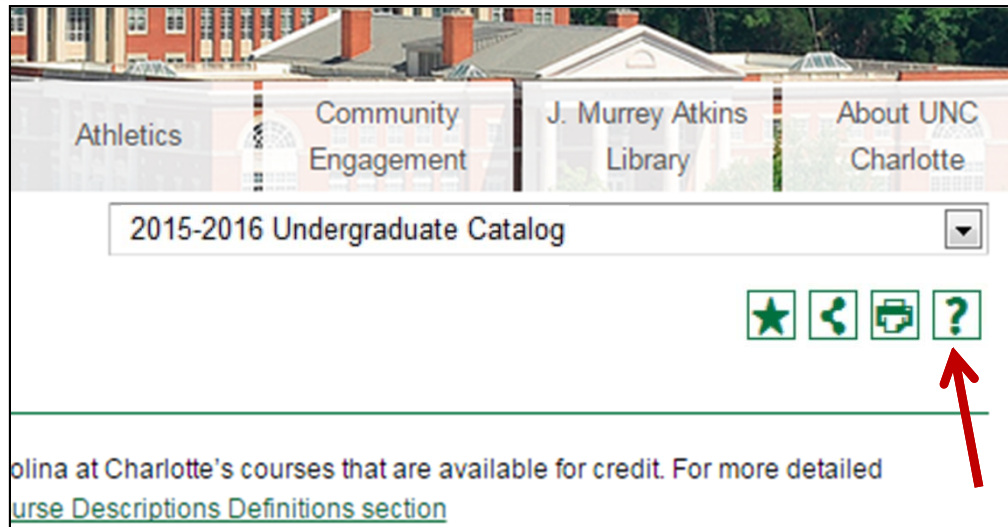 Athletics
Community
Engagement
J. Murrey Atkins
Library
About UNC
Charlotte
2015-2016 Undergraduate Catalog
?
olina at Charlotte's courses that are available for credit. For more detailed
urse Descriptions Definitions section